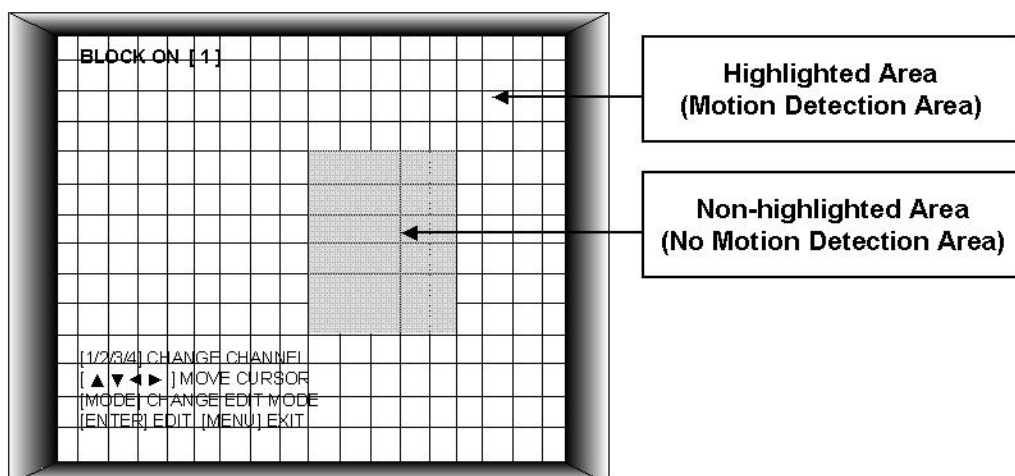 BLOCK ON [ 1 ]
Highlighted Area
(Motion Detection Area)
Non-highlighted Area
(No Motion Detection Area)
[1/2/3/4] CHANGE CHANNEL
[ ▲ ▼ ◄ ► ] MOVE CURSOR
[MODE] CHANGE EDIT MODE
[ENTER] EDIT [MENU] EXIT